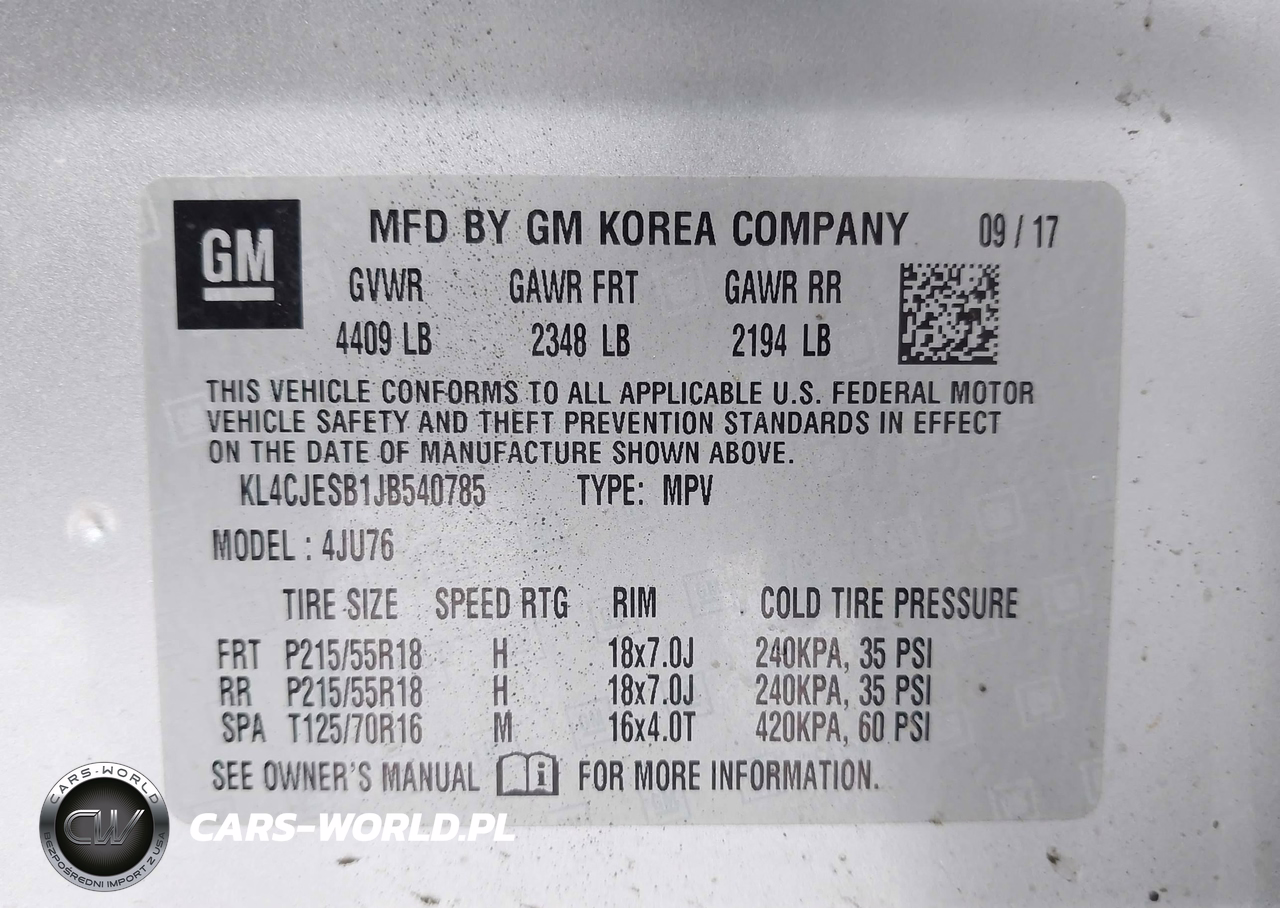 GM
MFD BY GM KOREA COMPANY 09 / 17
GVWR GAWR FRT GAWR RR
4409 LB 2348 LB 2194 LB
THIS VEHICLE CONFORMS TO ALL APPLICABLE U.S. FEDERAL MOTOR
VEHICLE SAFETY AND THEFT PREVENTION STANDARDS IN EFFECT
ON THE DATE OF MANUFACTURE SHOWN ABOVE.
KL4CJESB1JB540785 TYPE: MPV
MODEL : 4JU76
TIRE SIZE SPEED RTG RIM COLD TIRE PRESSURE
FRT P215/55R18 H 18x7.0J 240KPA, 35 PSI
RR P215/55R18 H 18x7.0J 240KPA, 35 PSI
SPA T125/70R16 M 16x4.0T 420KPA, 60 PSI
SEE OWNER'S MANUAL FOR MORE INFORMATION.
CARS-WORLD
CW
BEZPOŚREDNI IMPORT Z USA
CARS-WORLD.PL